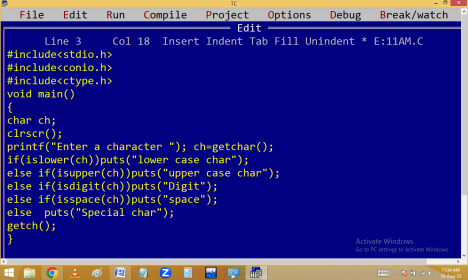 TC
File Edit Run Compile Project Options Debug Break/watch
Edit
Line 3 Col 18 Insert Indent Tab Fill Unindent * E:11AM.C
#include<stdio.h>
#include<conio.h>
#include<ctype.h>
void main()
{
char ch;
clrscr();
printf("Enter a character "); ch=getchar();
if(islower(ch))puts("lower case char");
else if(isupper(ch))puts("upper case char");
else if(isdigit(ch))puts("Digit");
else if(isspace(ch))puts("space");
else  puts("Special char");
getch();
}
Activate Windows
Go to PC settings to activate Windows.